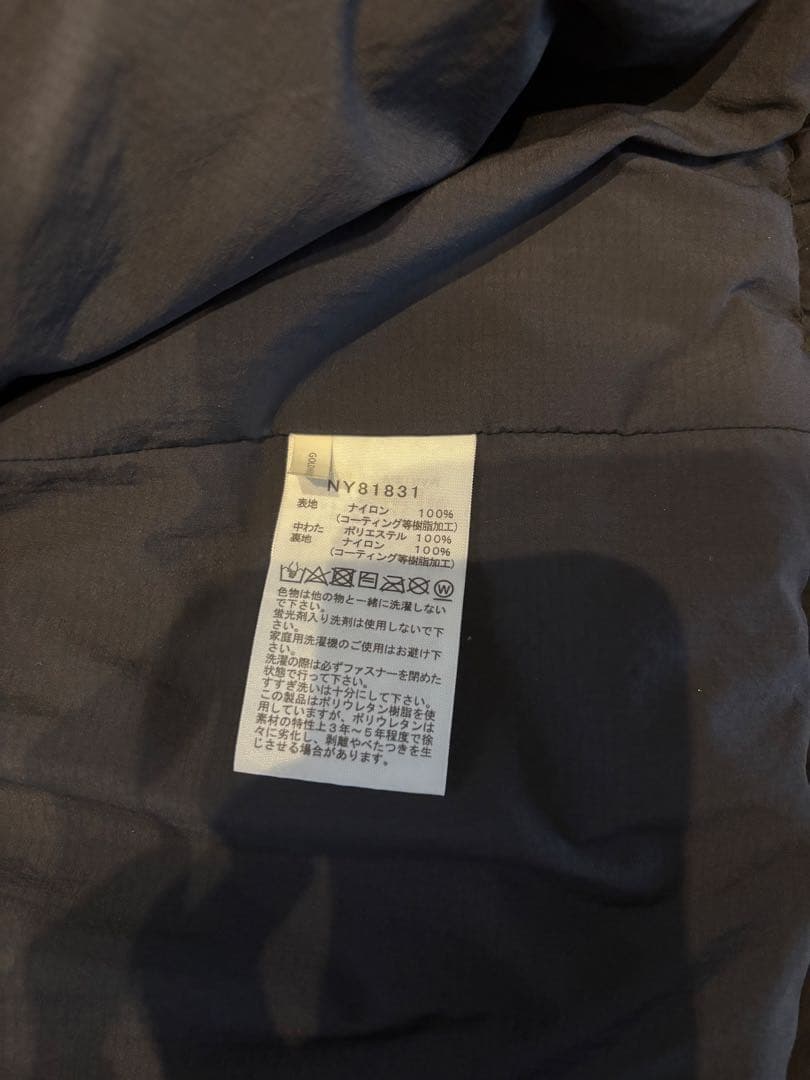 GOLD
NY81831
表地 ナイロン 100%
(コーティング等樹脂加工)
中わた ポリエステル 100%
裏地 ナイロン 100%
(コーティング等樹脂加工)
W
色物は他の物と一緒に洗濯しない
で下さい。
蛍光剤入り洗剤は使用しないで下
さい。
家庭用洗濯機のご使用はお避け下
さい。
洗濯の際は必ずファスナーを閉めた
状態で行って下さい。
すすぎ洗いは十分にして下さい。
この製品はポリウレタン樹脂を使
用していますが、ポリウレタンは
素材の特性上3年～5年程度で徐
々に劣化し、剥離やべたつきを生
じさせる場合があります。